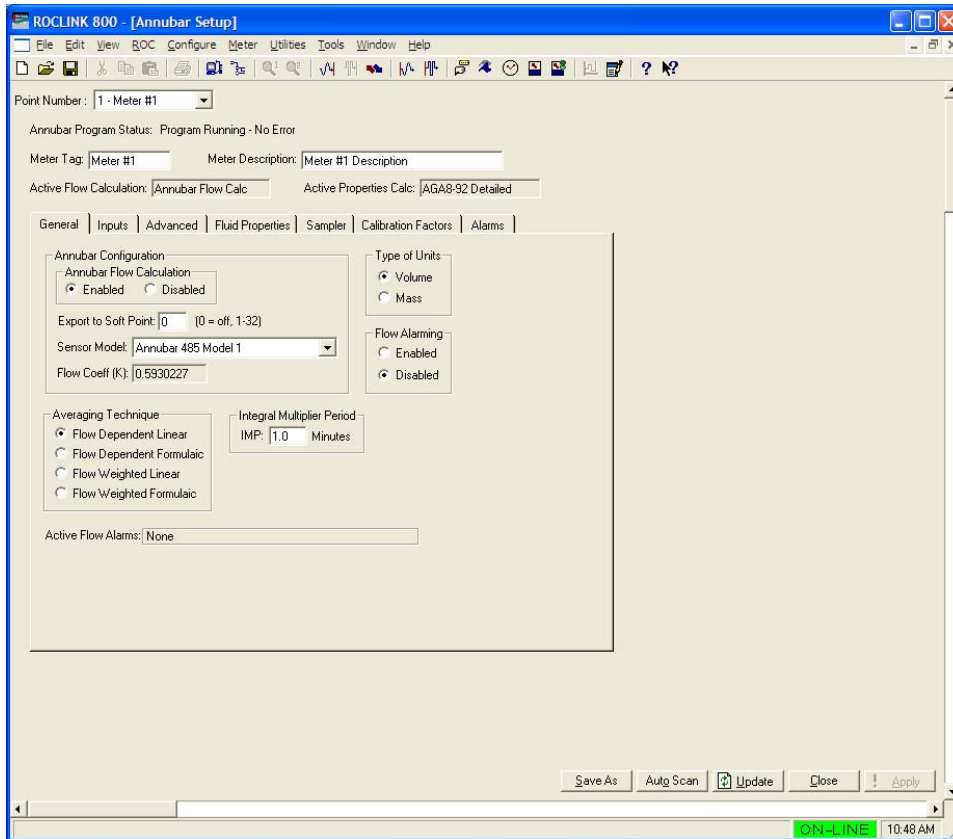 ROCLINK 800 - [Annubar Setup]
File Edit View ROC Configure Meter Utilities Tools Window Help
Point Number : 1 - Meter #1
Annubar Program Status: Program Running - No Error
Meter Tag: Meter #1 Meter Description: Meter #1 Description
Active Flow Calculation: Annubar Flow Calc Active Properties Calc: AGA8-92 Detailed
General Inputs Advanced Fluid Properties Sampler Calibration Factors Alarms
Annubar Configuration
Annubar Flow Calculation
Enabled Disabled
Export to Soft Point: 0 (0 = off, 1-32)
Sensor Model: Annubar 485 Model 1
Flow Coeff (K): 0.5930227
Type of Units
Volume
Mass
Flow Alarming
Enabled
Disabled
Averaging Technique
Flow Dependent Linear
Flow Dependent Formulaic
Flow Weighted Linear
Flow Weighted Formulaic
Integral Multiplier Period
IMP: 1.0 Minutes
Active Flow Alarms: None
Save As Auto Scan Update Close ! Apply
ON-LINE 10:48 AM